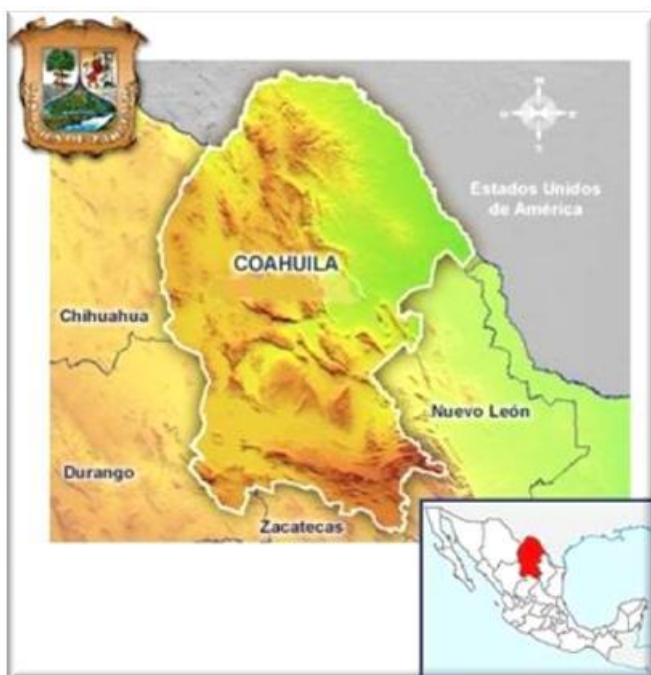 N
O
E
S
Estados Unidos
de América
COAHUILA
Chihuahua
Nuevo León
Durango
Zacatecas